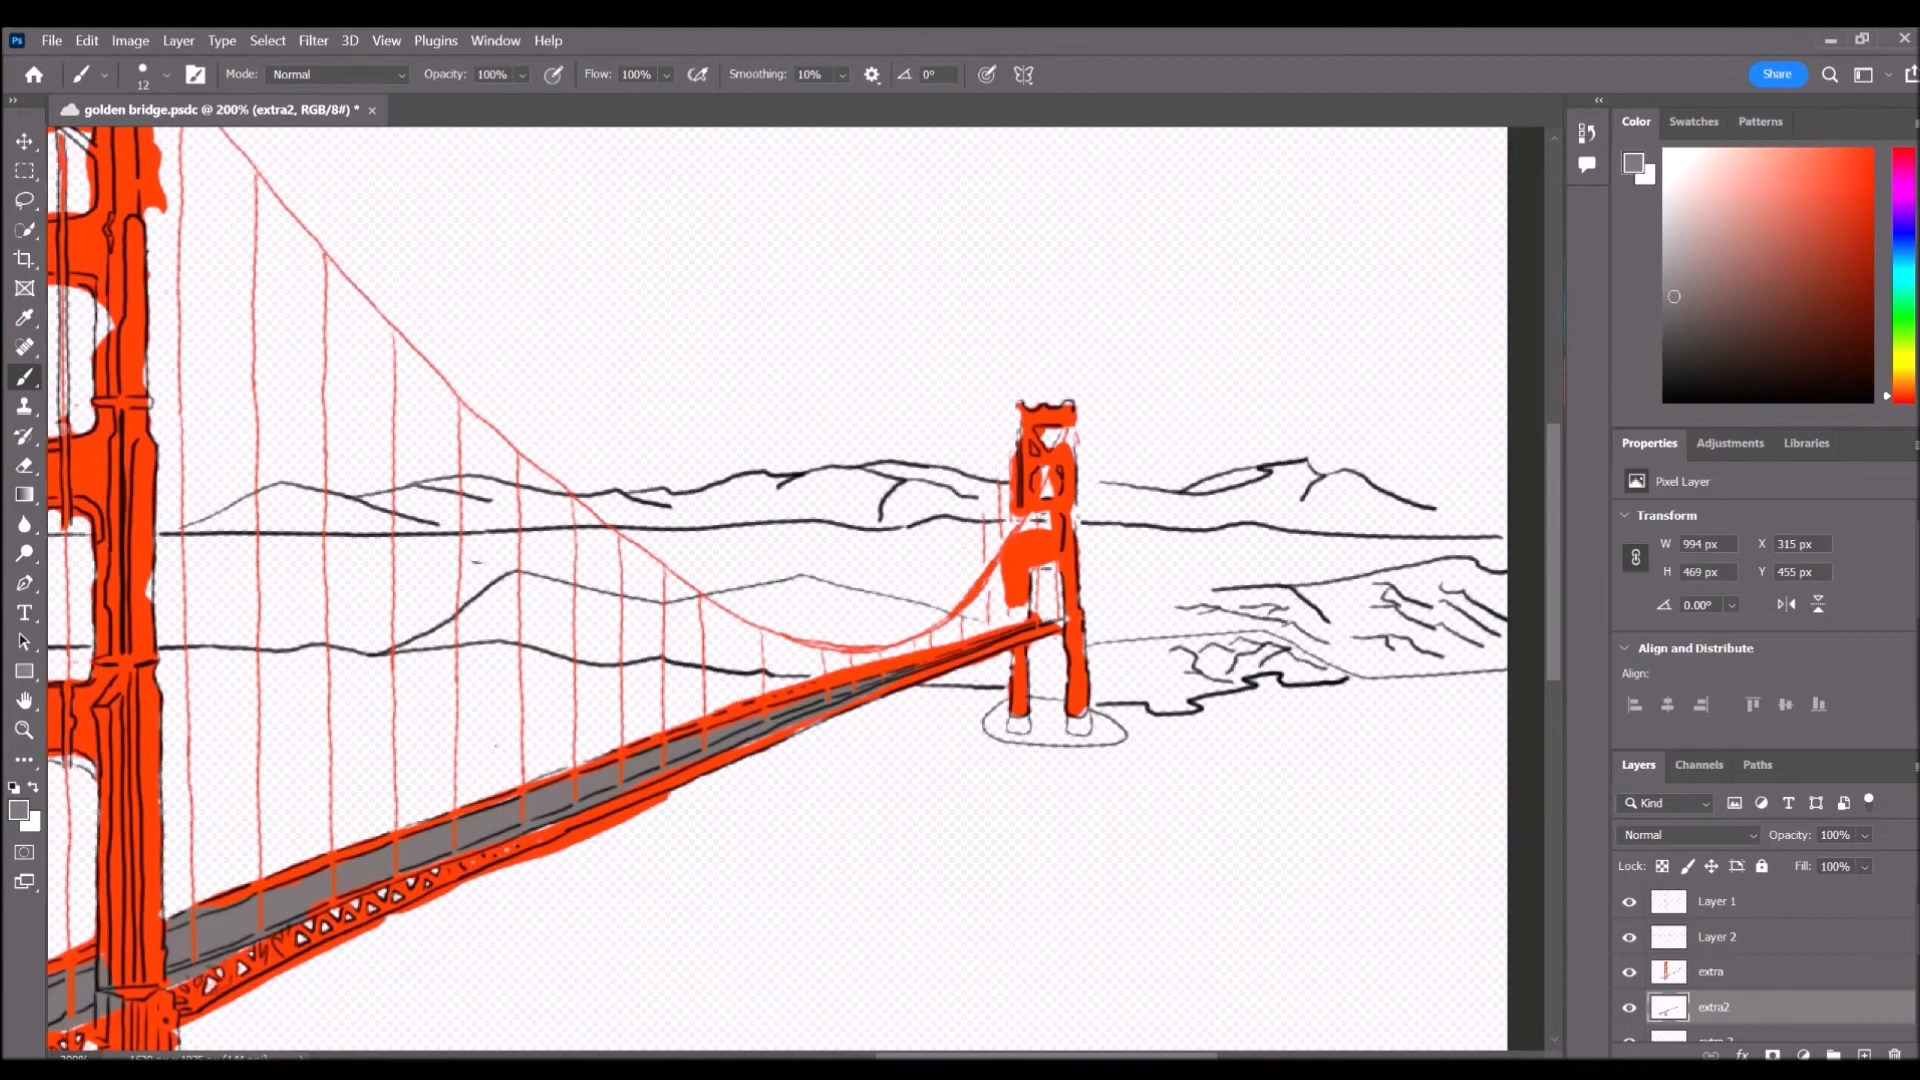 Ps File Edit Image Layer Type Select Filter 3D View Plugins Window Help
12 Mode: Normal Opacity: 100% Flow: 100% Smoothing: 10% 0° Share
golden bridge.psdc @ 200% (extra2, RGB/8#) *
Color Swatches Patterns
Properties Adjustments Libraries
Pixel Layer
Transform
W 994 px X 315 px
H 469 px Y 455 px
0.00°
Align and Distribute
Align:
Layers Channels Paths
Kind
Normal Opacity: 100%
Lock: Fill: 100%
Layer 1
Layer 2
extra
extra2